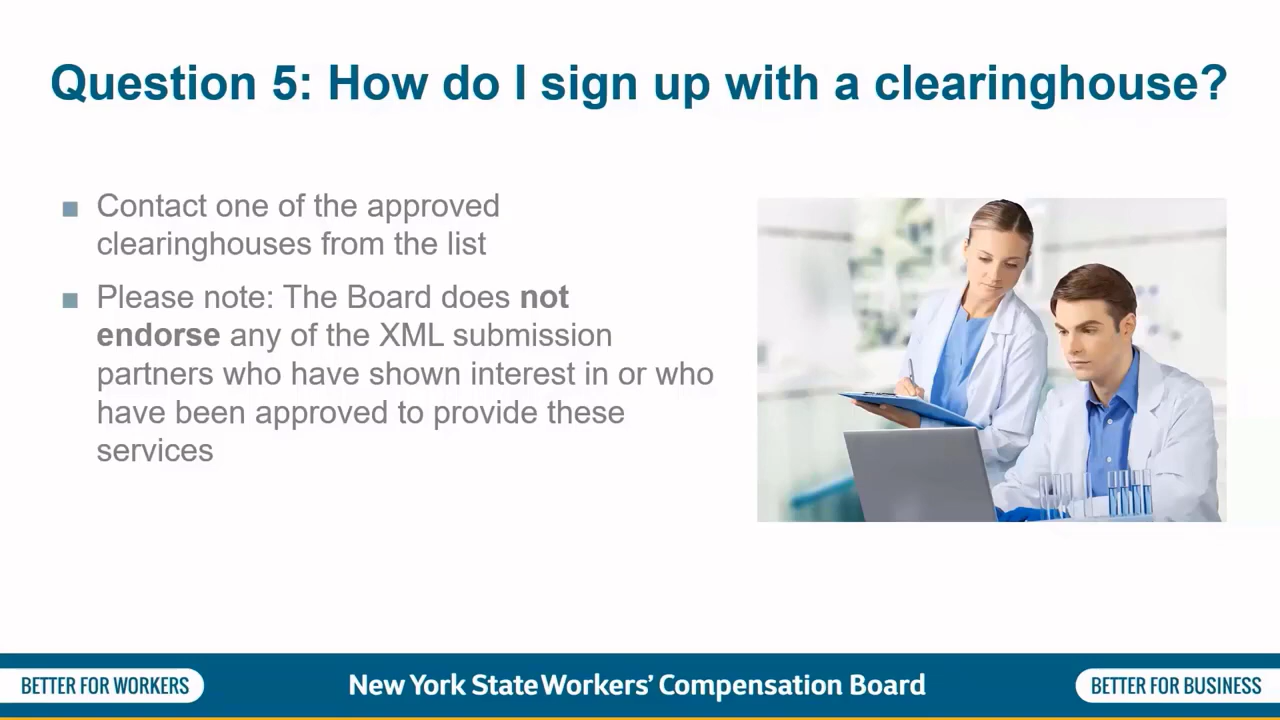 Question 5: How do I sign up with a clearinghouse?
Contact one of the approved
clearinghouses from the list
Please note: The Board does not
endorse any of the XML submission
partners who have shown interest in or who
have been approved to provide these
services
BETTER FOR WORKERS
New York State Workers' Compensation Board
BETTER FOR BUSINESS